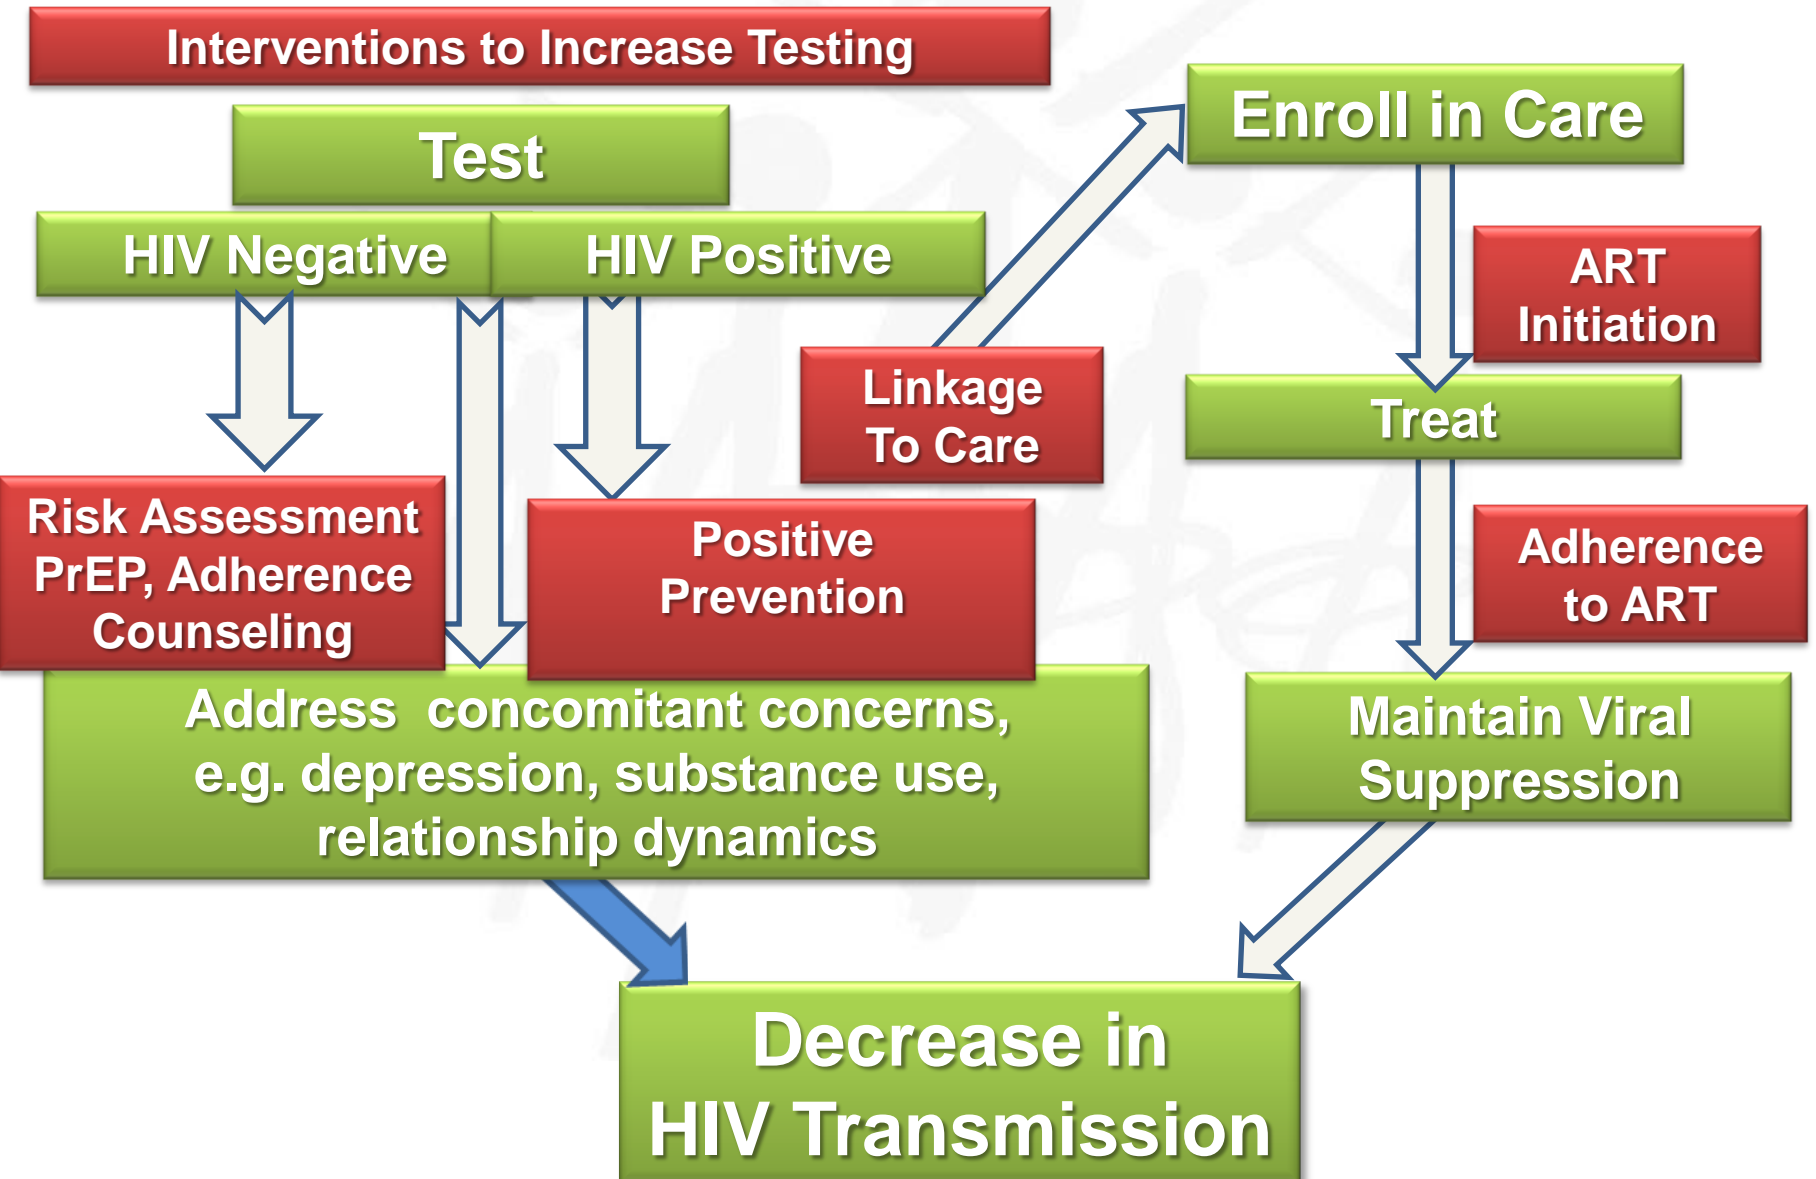 Interventions to Increase Testing
Test
HIV Negative
HIV Positive
Risk Assessment
PrEP, Adherence
Counseling
Positive
Prevention
Address concomitant concerns,
e.g. depression, substance use,
relationship dynamics
Linkage
To Care
Enroll in Care
ART
Initiation
Treat
Adherence
to ART
Maintain Viral
Suppression
Decrease in
HIV Transmission